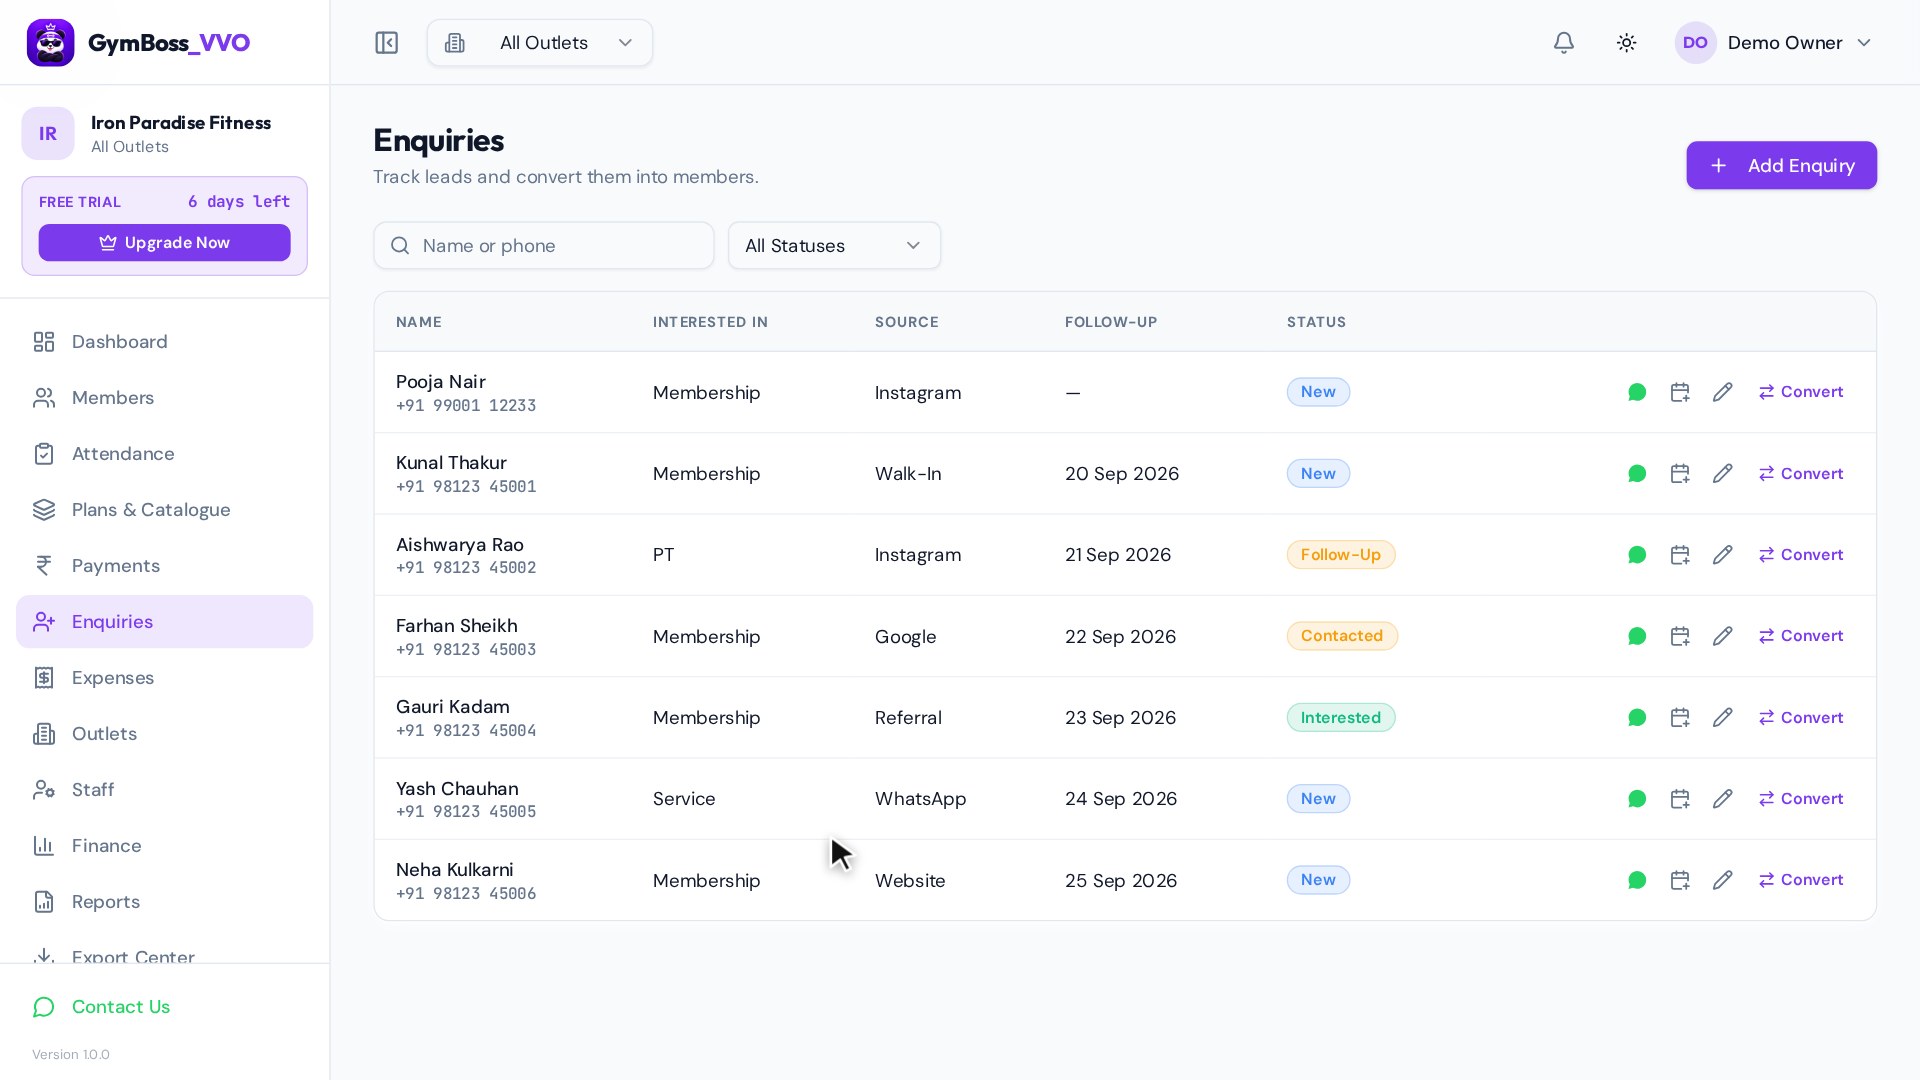 GymBoss_VVO
All Outlets
DO Demo Owner
IR
Iron Paradise Fitness
All Outlets
FREE TRIAL 6 days left
Upgrade Now
Dashboard
Members
Attendance
Plans & Catalogue
Payments
Enquiries
Expenses
Outlets
Staff
Finance
Reports
Export Center
Contact Us
Version 1.0.0
Enquiries
Track leads and convert them into members.
Add Enquiry
Name or phone
All Statuses
NAME INTERESTED IN SOURCE FOLLOW-UP STATUS
Pooja Nair
+91 99001 12233
Membership Instagram — New Convert
Kunal Thakur
+91 98123 45001
Membership Walk-In 20 Sep 2026 New Convert
Aishwarya Rao
+91 98123 45002
PT Instagram 21 Sep 2026 Follow-Up Convert
Farhan Sheikh
+91 98123 45003
Membership Google 22 Sep 2026 Contacted Convert
Gauri Kadam
+91 98123 45004
Membership Referral 23 Sep 2026 Interested Convert
Yash Chauhan
+91 98123 45005
Service WhatsApp 24 Sep 2026 New Convert
Neha Kulkarni
+91 98123 45006
Membership Website 25 Sep 2026 New Convert